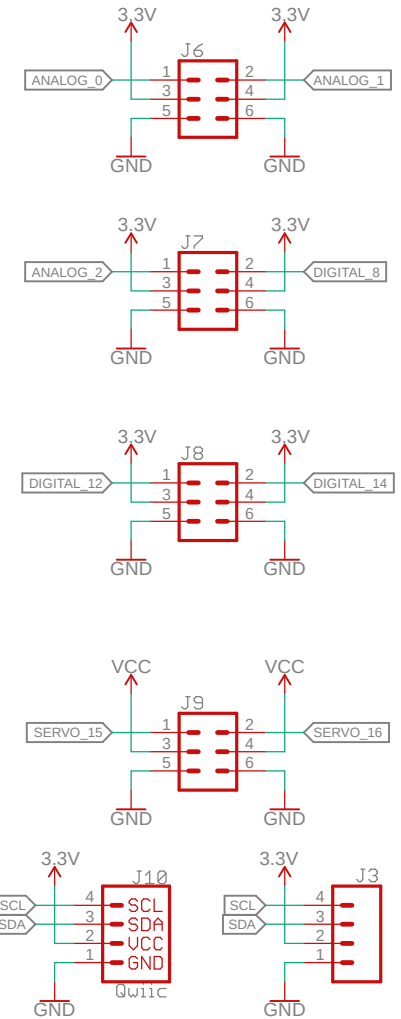 3.3V 3.3V
J6
ANALOG_0 1 2 ANALOG_1
3 4
5 6
GND GND
3.3V 3.3V
J7
ANALOG_2 1 2 DIGITAL_8
3 4
5 6
GND GND
3.3V 3.3V
J8
DIGITAL_12 1 2 DIGITAL_14
3 4
5 6
GND GND
VCC VCC
J9
SERVO_15 1 2 SERVO_16
3 4
5 6
GND GND
3.3V 3.3V
J10 J3
SCL 4 SCL SCL 4
SDA 3 SDA SDA 3
2 VCC 2
1 GND 1
Qwiic
GND GND